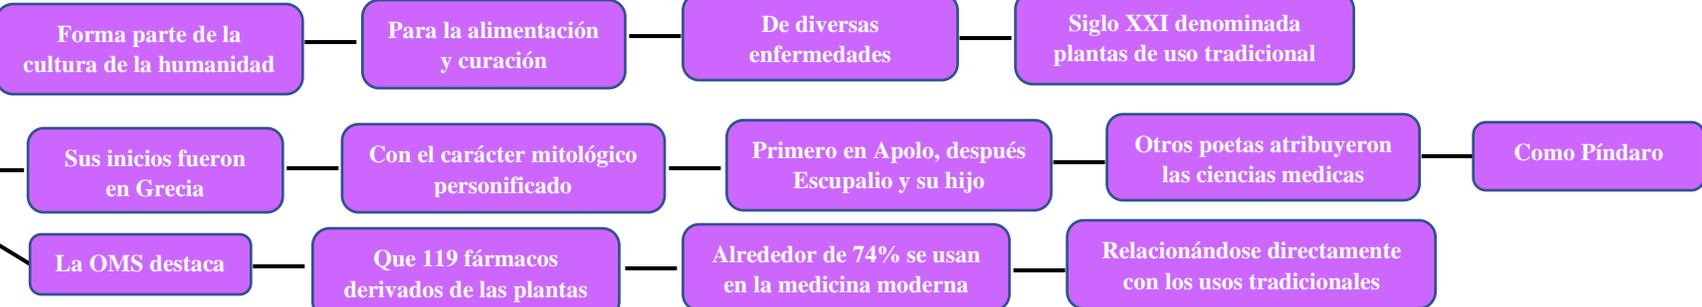 Forma parte de la
cultura de la humanidad
Para la alimentación
y curación
De diversas
enfermedades
Siglo XXI denominada
plantas de uso tradicional
Sus inicios fueron
en Grecia
Con el carácter mitológico
personificado
Primero en Apolo, después
Escupalio y su hijo
Otros poetas atribuyeron
las ciencias medicas
Como Píndaro
La OMS destaca
Que 119 fármacos
derivados de las plantas
Alrededor de 74% se usan
en la medicina moderna
Relacionándose directamente
con los usos tradicionales